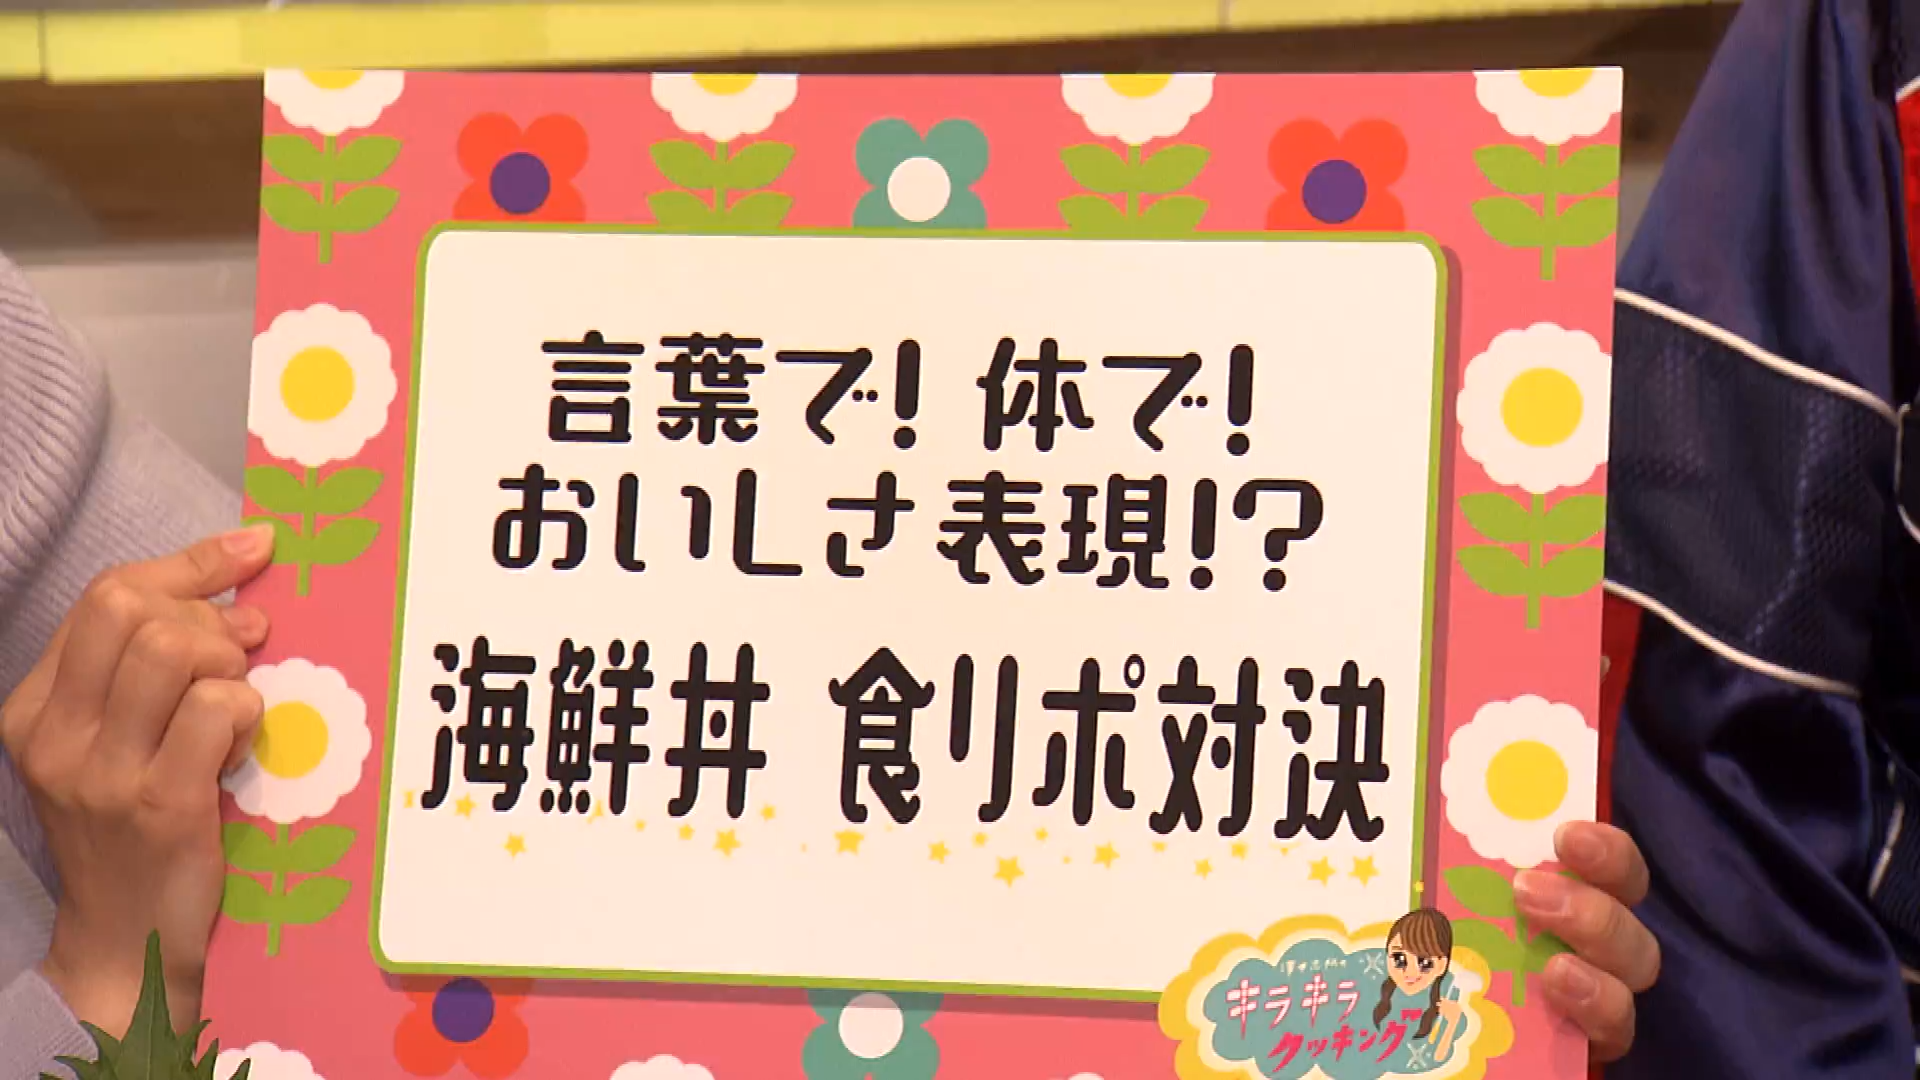 言葉で! 体で!
おいしさ表現!?
海鮮丼 食リポ対決
キラキラ
クッキング